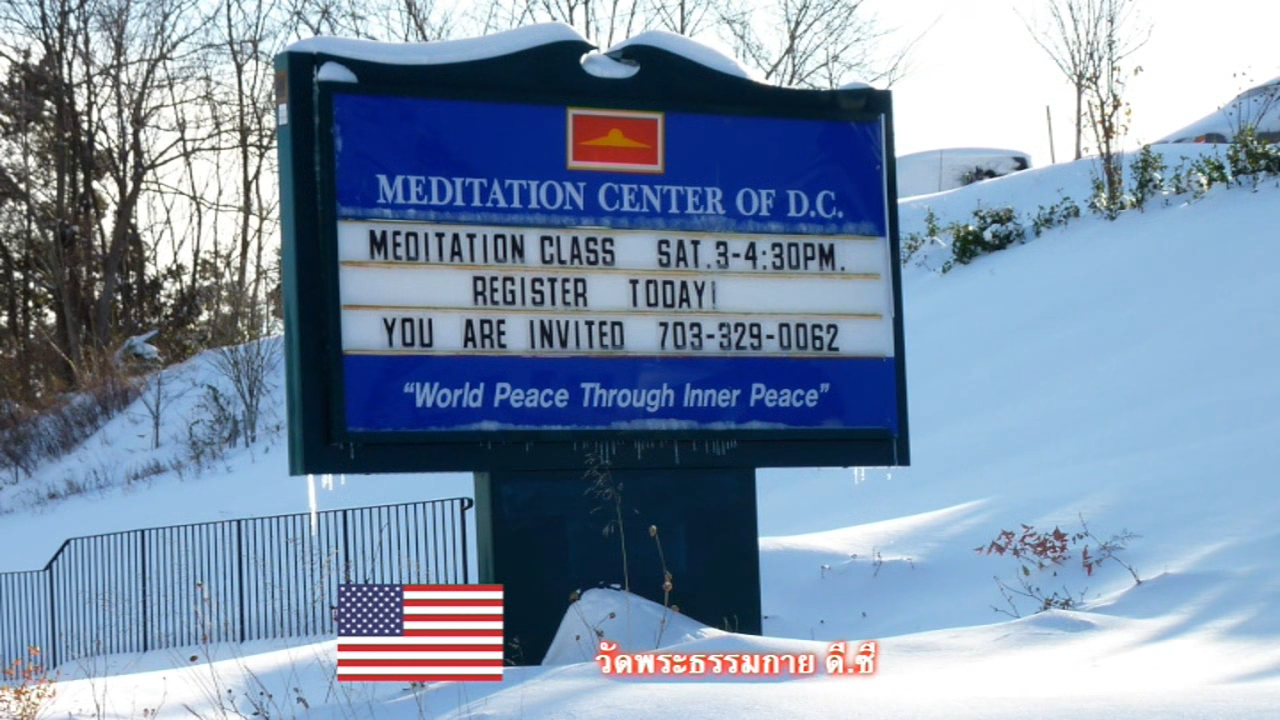 MEDITATION CENTER OF D.C.
MEDITATION CLASS SAT.3-4:30PM.
REGISTER TODAY!
YOU ARE INVITED 703-329-0062
“World Peace Through Inner Peace”
วัดพระธรรมกาย ดี.ซี